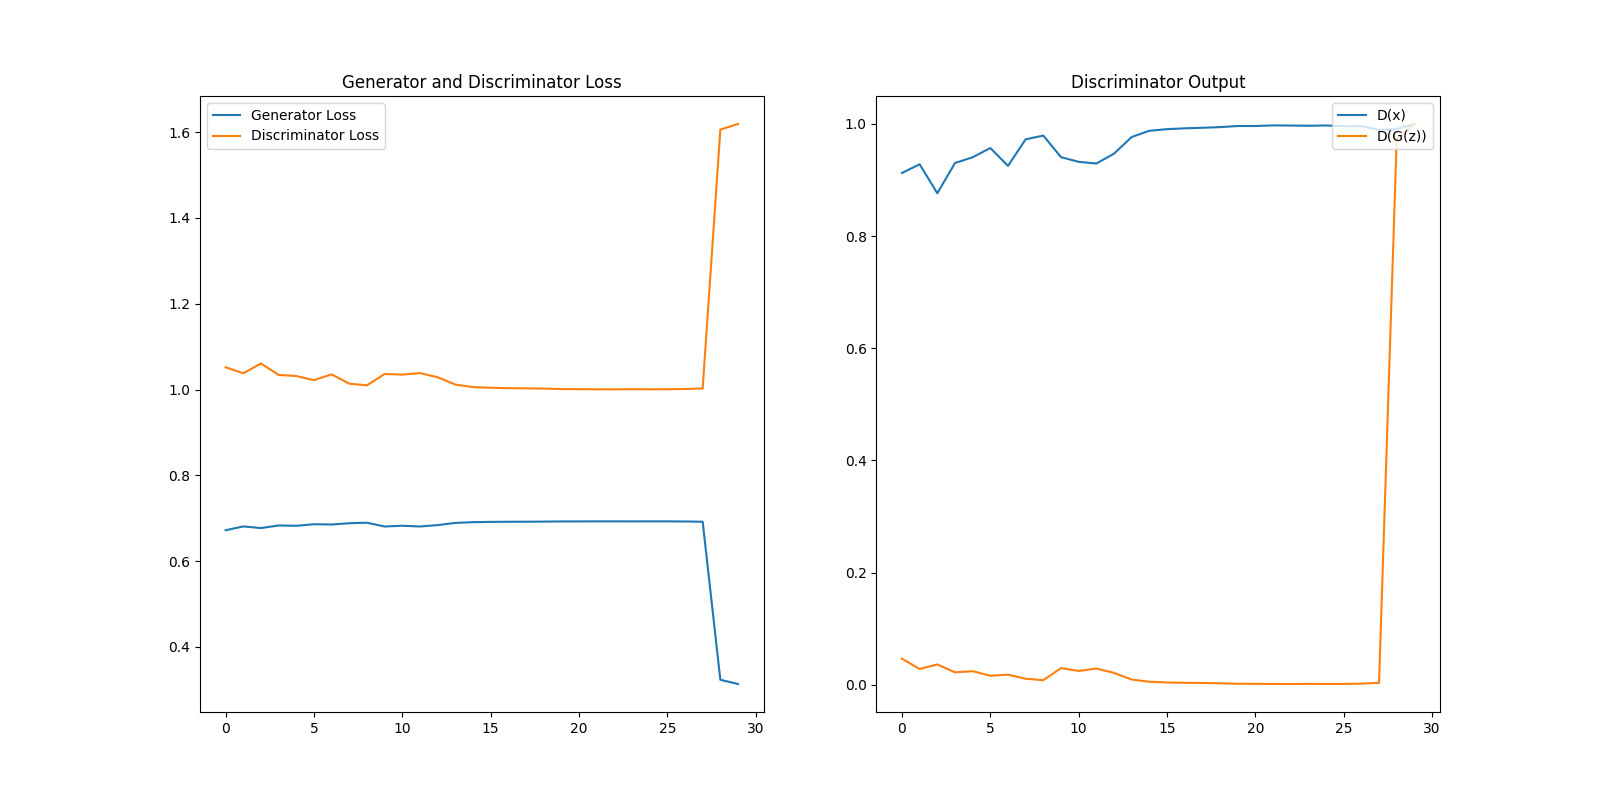 Generator and Discriminator Loss
Generator Loss
Discriminator Loss
1.6
1.4
1.2
1.0
0.8
0.6
0.4
0 5 10 15 20 25 30
Discriminator Output
D(x)
D(G(z))
1.0
0.8
0.6
0.4
0.2
0.0
0 5 10 15 20 25 30